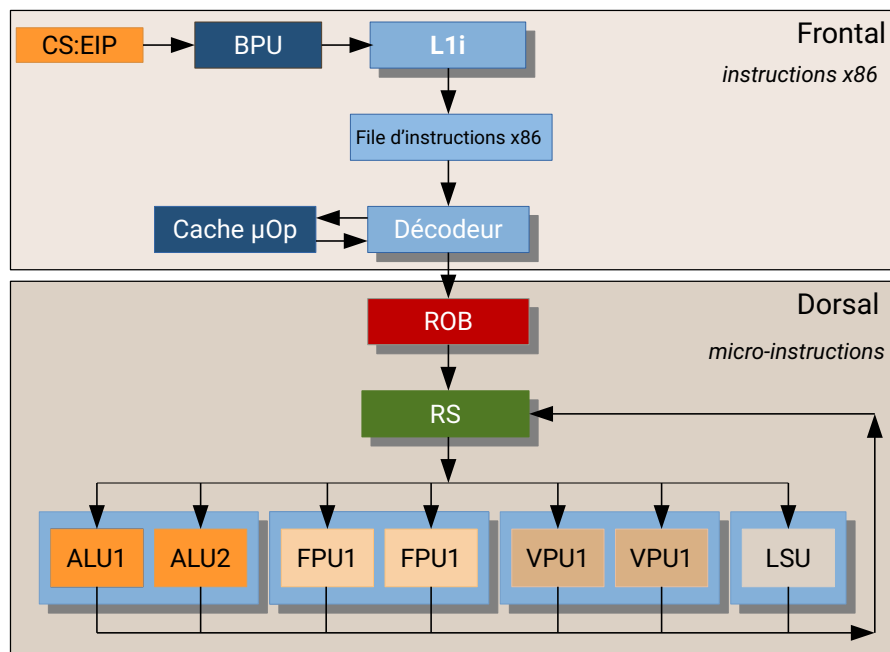 CS:EIP
BPU
L1i
Frontal
instructions x86
File d'instructions x86
Cache µOp
Décodeur
Dorsal
micro-instructions
ROB
RS
ALU1
ALU2
FPU1
FPU1
VPU1
VPU1
LSU